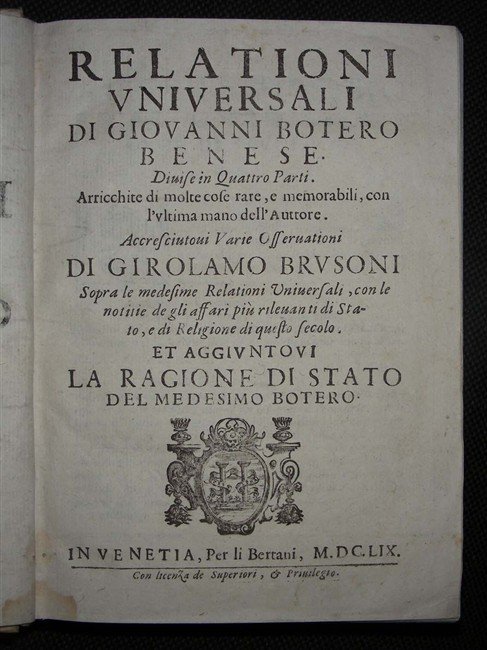 RELATIONI
VNIVERSALI
DI GIOVANNI BOTERO
BENESE.
Diuise in Quattro Parti.
Arricchite di molte cose rare, e memorabili, con
l'vltima mano dell'Auttore.
Accresciutoui Varie Osseruationi
DI GIROLAMO BRVSONI
Sopra le medesime Relationi Vniuersali, con le
notitie de gli affari più rileuanti di Sta-
to, e di Religione di questo secolo.
ET AGGIVNTOVI
LA RAGIONE DI STATO
DEL MEDESIMO BOTERO.
IN VENETIA, Per li Bertani, M.DC.LIX.
Con licenza de Superiori, & Priuilegio.